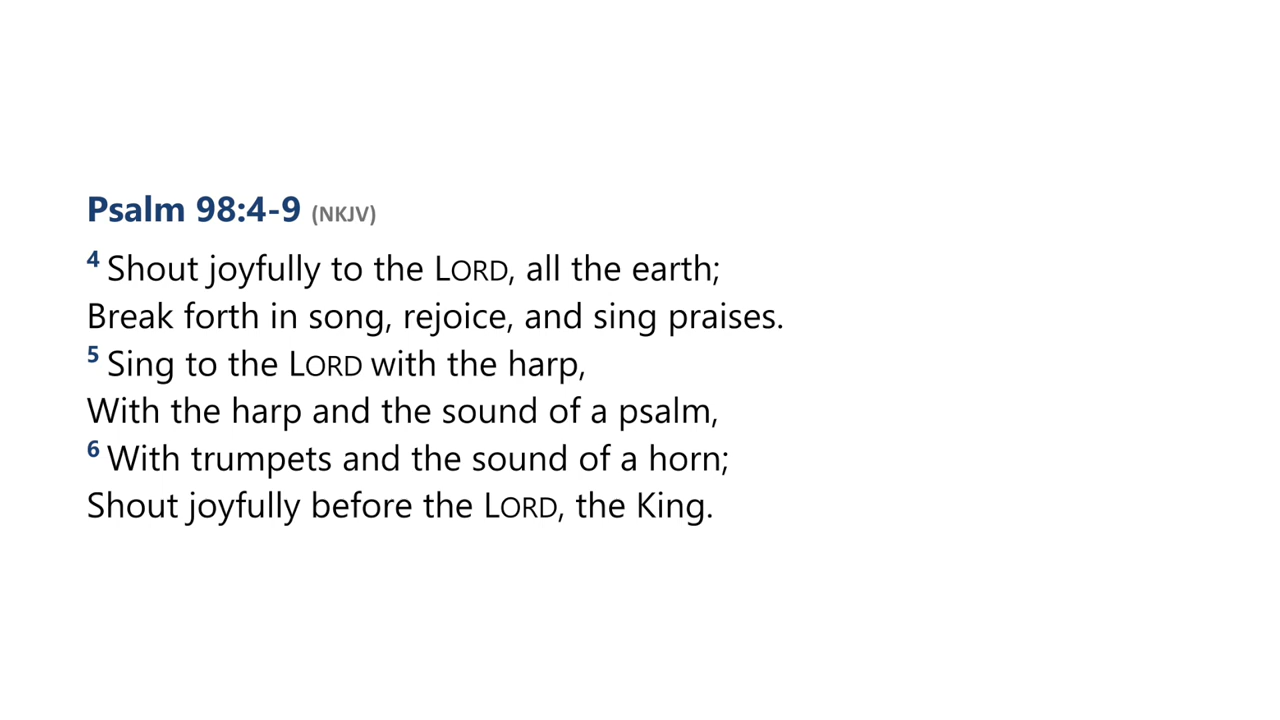 Psalm 98:4-9 (NKJV)
4 Shout joyfully to the LORD, all the earth;
Break forth in song, rejoice, and sing praises.
5 Sing to the LORD with the harp,
With the harp and the sound of a psalm,
6 With trumpets and the sound of a horn;
Shout joyfully before the LORD, the King.